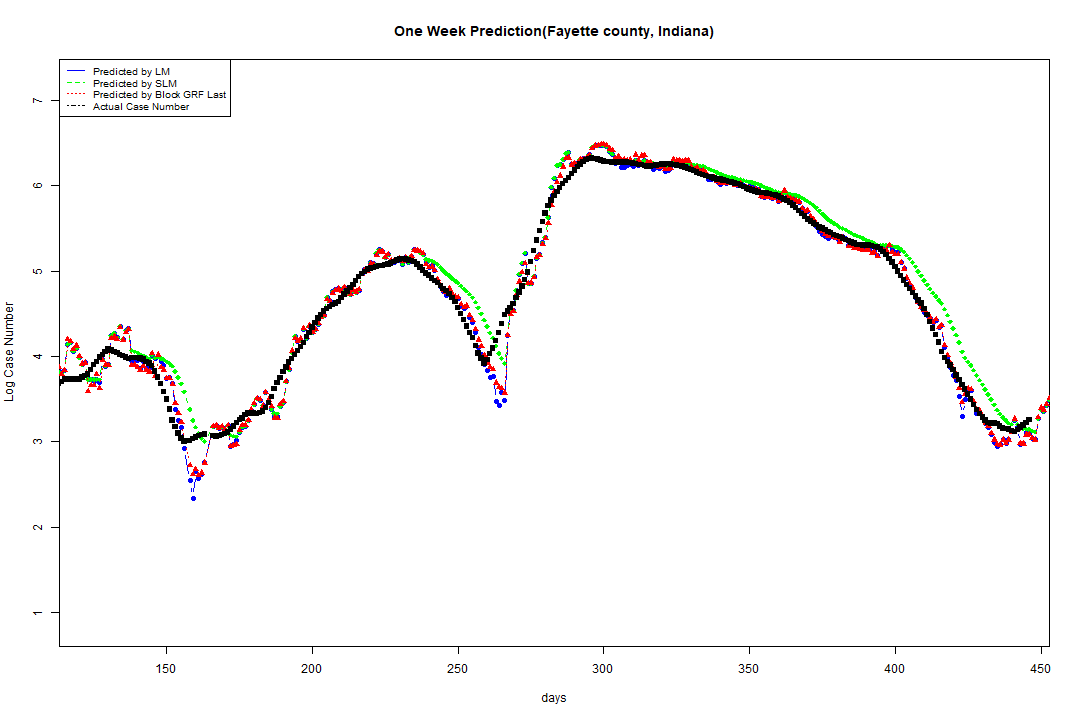 One Week Prediction(Fayette county, Indiana)
Predicted by LM
Predicted by SLM
Predicted by Block GRF Last
Actual Case Number
Log Case Number
7
6
5
4
3
2
1
150 200 250 300 350 400 450
days